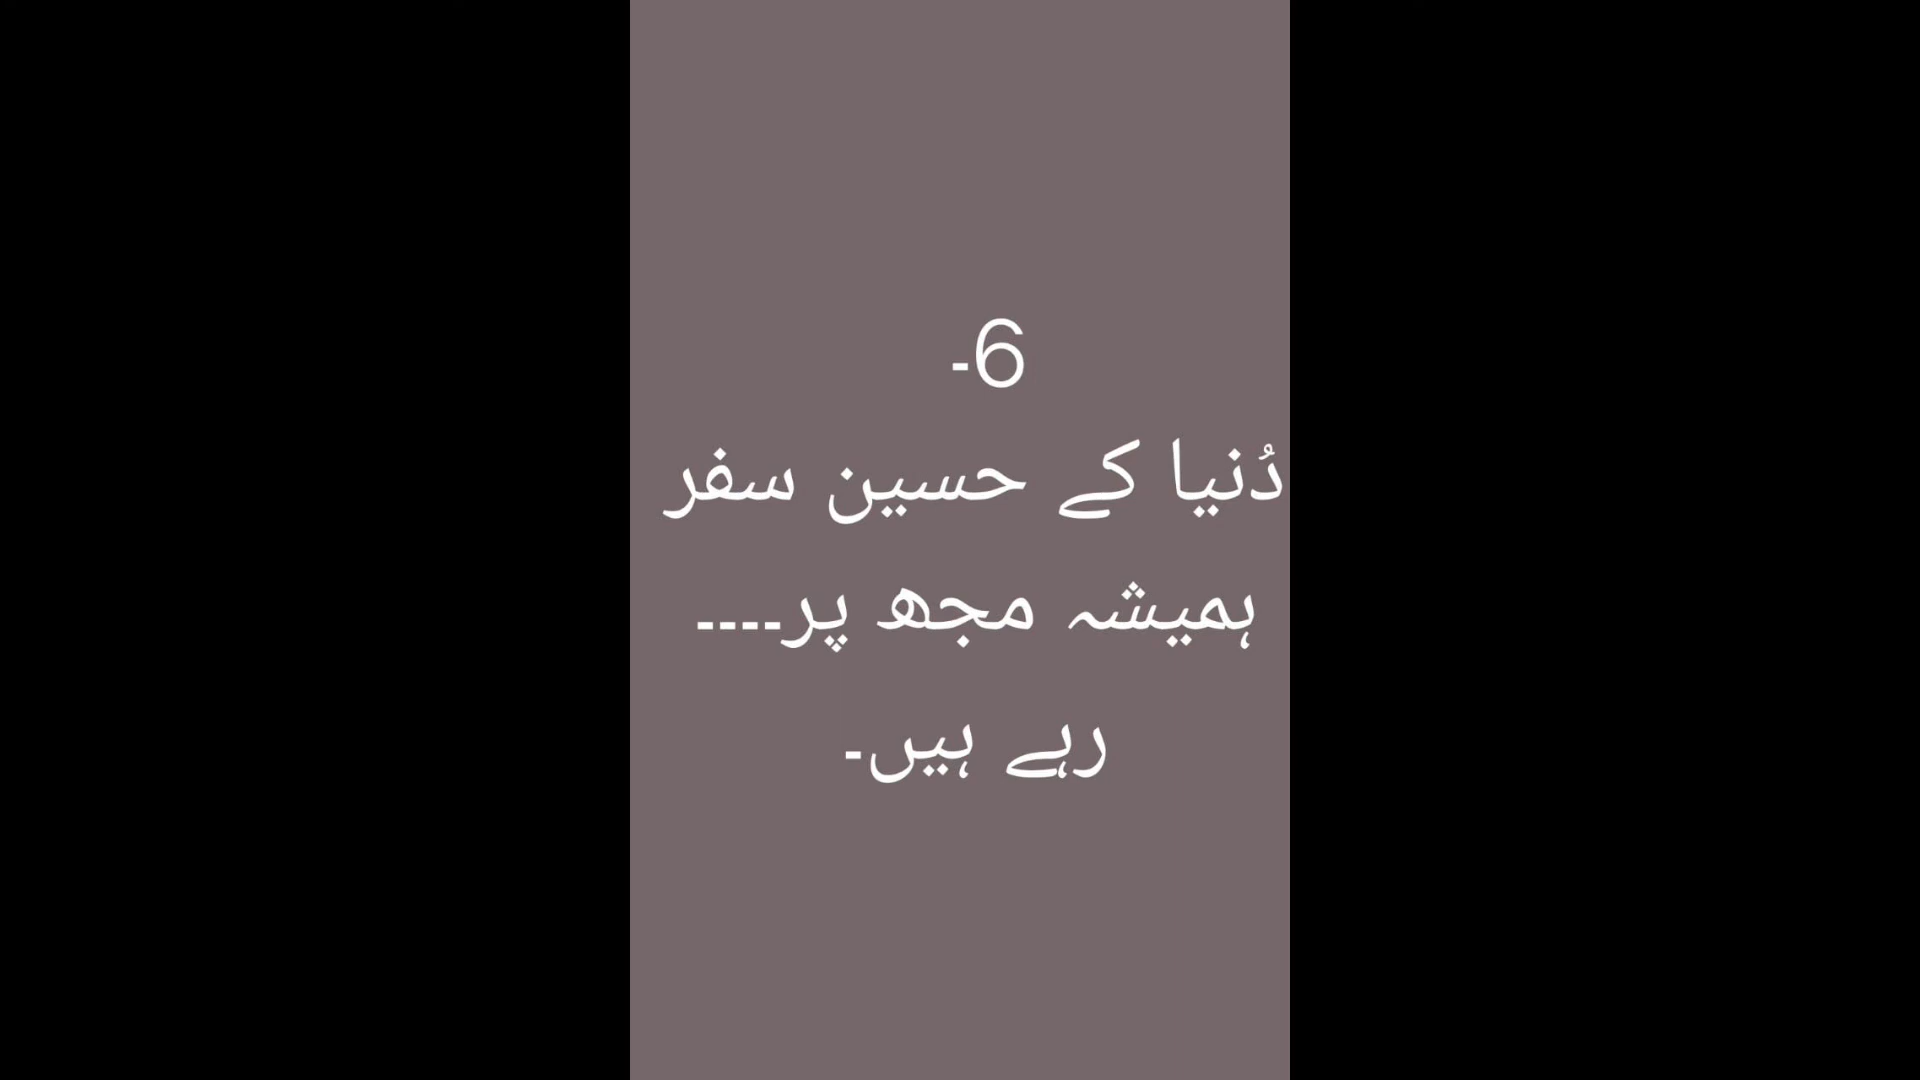 6-
دُنیا کے حسین سفر
ہمیشہ مجھ پر۔۔۔۔
رہے ہیں۔